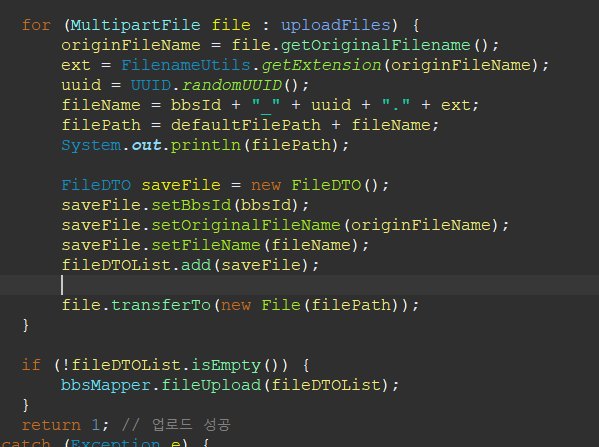 for (MultipartFile file : uploadFiles) {
originFileName = file.getOriginalFilename();
ext = FilenameUtils.getExtension(originFileName);
uuid = UUID.randomUUID();
fileName = bbsId + "_" + uuid + "." + ext;
filePath = defaultFilePath + fileName;
System.out.println(filePath);
FileDTO saveFile = new FileDTO();
saveFile.setBbsId(bbsId);
saveFile.setOriginalFileName(originFileName);
saveFile.setFileName(fileName);
fileDTOList.add(saveFile);
file.transferTo(new File(filePath));
}
if (!fileDTOList.isEmpty()) {
bbsMapper.fileUpload(fileDTOList);
}
return 1; // 업로드 성공
catch (Exception e) {